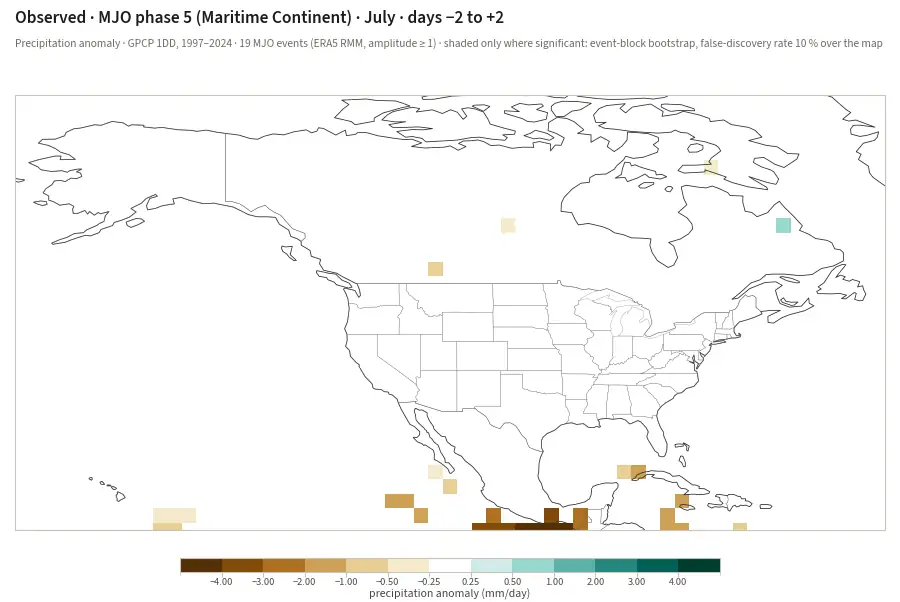 Observed · MJO phase 5 (Maritime Continent) · July · days −2 to +2
Precipitation anomaly · GPCP 1DD, 1997–2024 · 19 MJO events (ERA5 RMM, amplitude ≥ 1) · shaded only where significant: event-block bootstrap, false-discovery rate 10 % over the map
−4.00 −3.00 −2.00 −1.00 −0.50 −0.25 0.25 0.50 1.00 2.00 3.00 4.00
precipitation anomaly (mm/day)